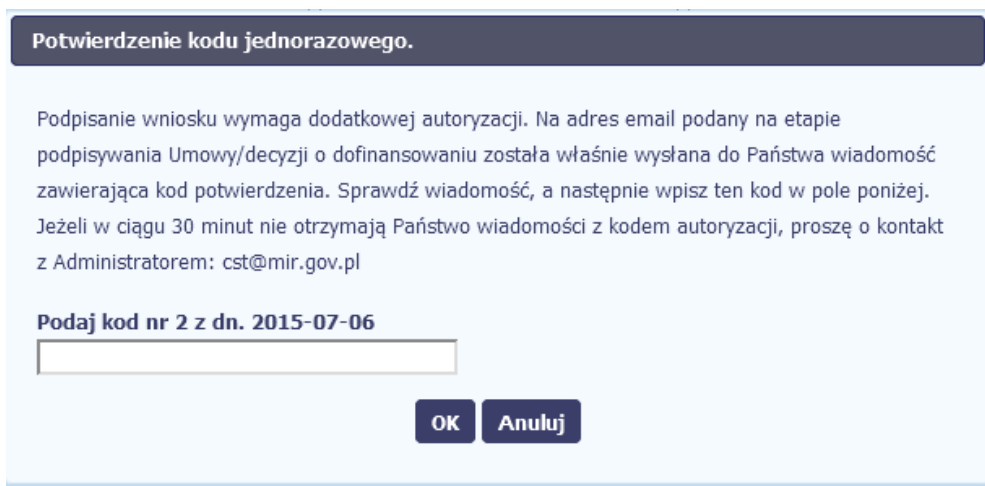 Potwierdzenie kodu jednorazowego.
Podpisanie wniosku wymaga dodatkowej autoryzacji. Na adres email podany na etapie
podpisywania Umowy/decyzji o dofinansowaniu została właśnie wysłana do Państwa wiadomość
zawierająca kod potwierdzenia. Sprawdź wiadomość, a następnie wpisz ten kod w pole poniżej.
Jeżeli w ciągu 30 minut nie otrzymają Państwo wiadomości z kodem autoryzacji, proszę o kontakt
z Administratorem: cst@mir.gov.pl
Podaj kod nr 2 z dn. 2015-07-06
OK Anuluj